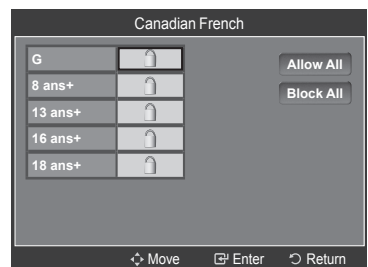 Canadian French
G
8 ans+
13 ans+
16 ans+
18 ans+
Allow All
Block All
Move Enter Return